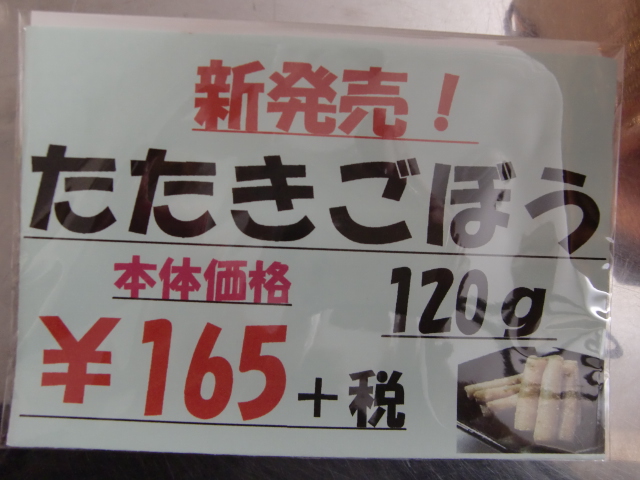 新発売！
たたきごぼう
本体価格 120g
￥165+税